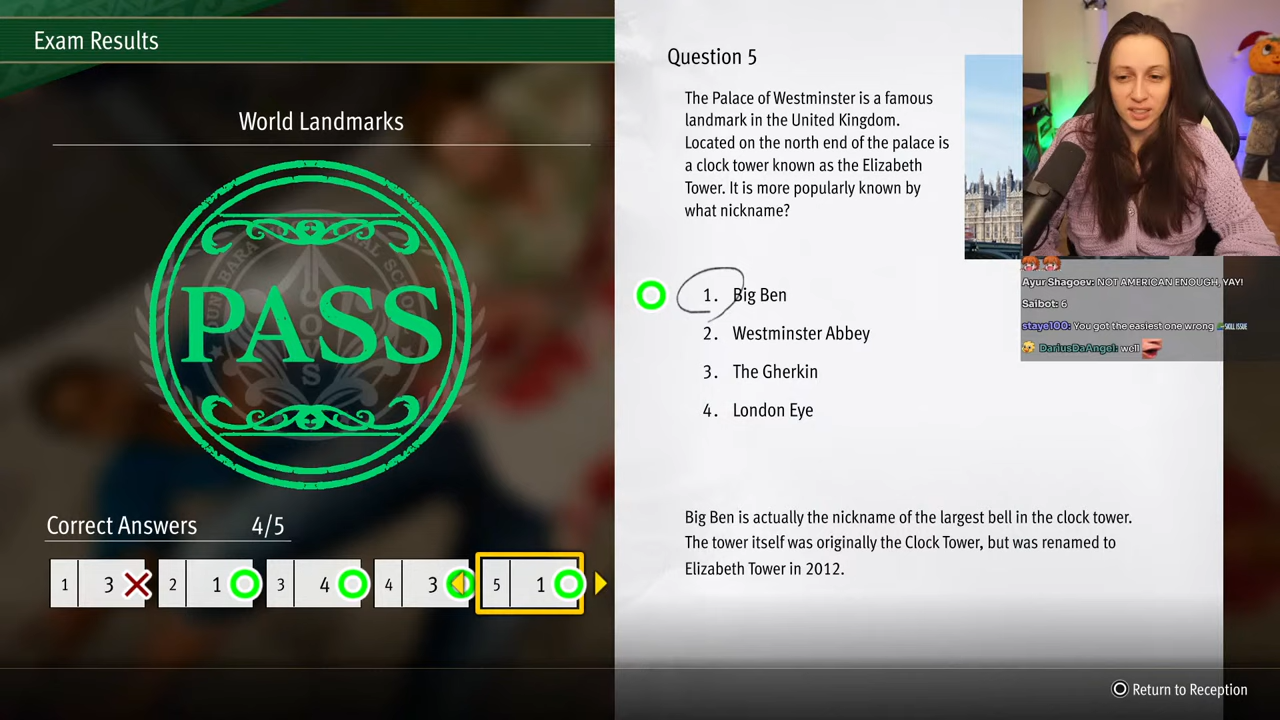 Exam Results
World Landmarks
PASS
Correct Answers 4/5
1 3 2 1 3 4 4 3 5 1
Question 5
The Palace of Westminster is a famous
landmark in the United Kingdom.
Located on the north end of the palace is
a clock tower known as the Elizabeth
Tower. It is more popularly known by
what nickname?
1. Big Ben
2. Westminster Abbey
3. The Gherkin
4. London Eye
Big Ben is actually the nickname of the largest bell in the clock tower.
The tower itself was originally the Clock Tower, but was renamed to
Elizabeth Tower in 2012.
Ayur Shagoev: NOT AMERICAN ENOUGH, YAY!
Saibot: 6
staye100: You got the easiest one wrong SKILL ISSUE
DariusDaAngel: well
Return to Reception